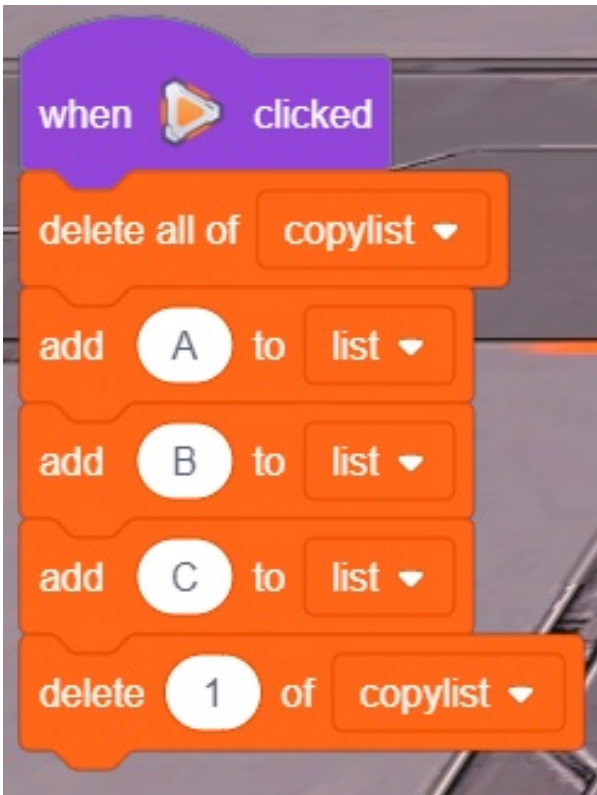 when clicked
delete all of copylist
add A to list
add B to list
add C to list
delete 1 of copylist